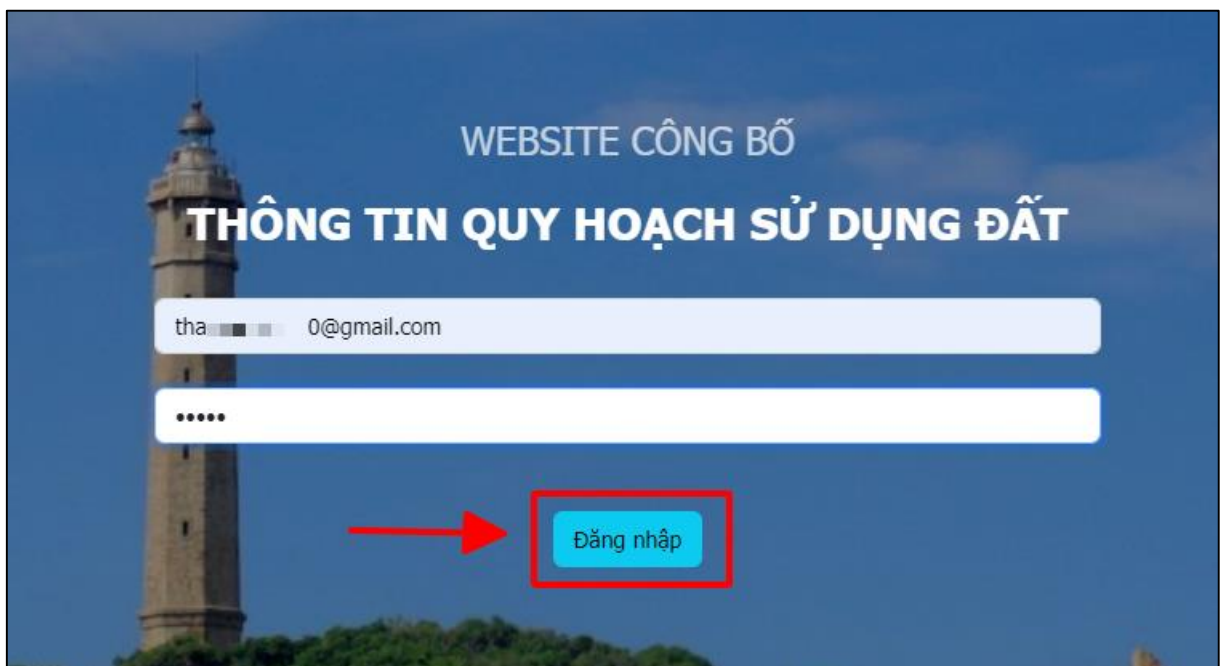 WEBSITE CÔNG BỐ
THÔNG TIN QUY HOẠCH SỬ DỤNG ĐẤT
tha 0@gmail.com
•••••
Đăng nhập